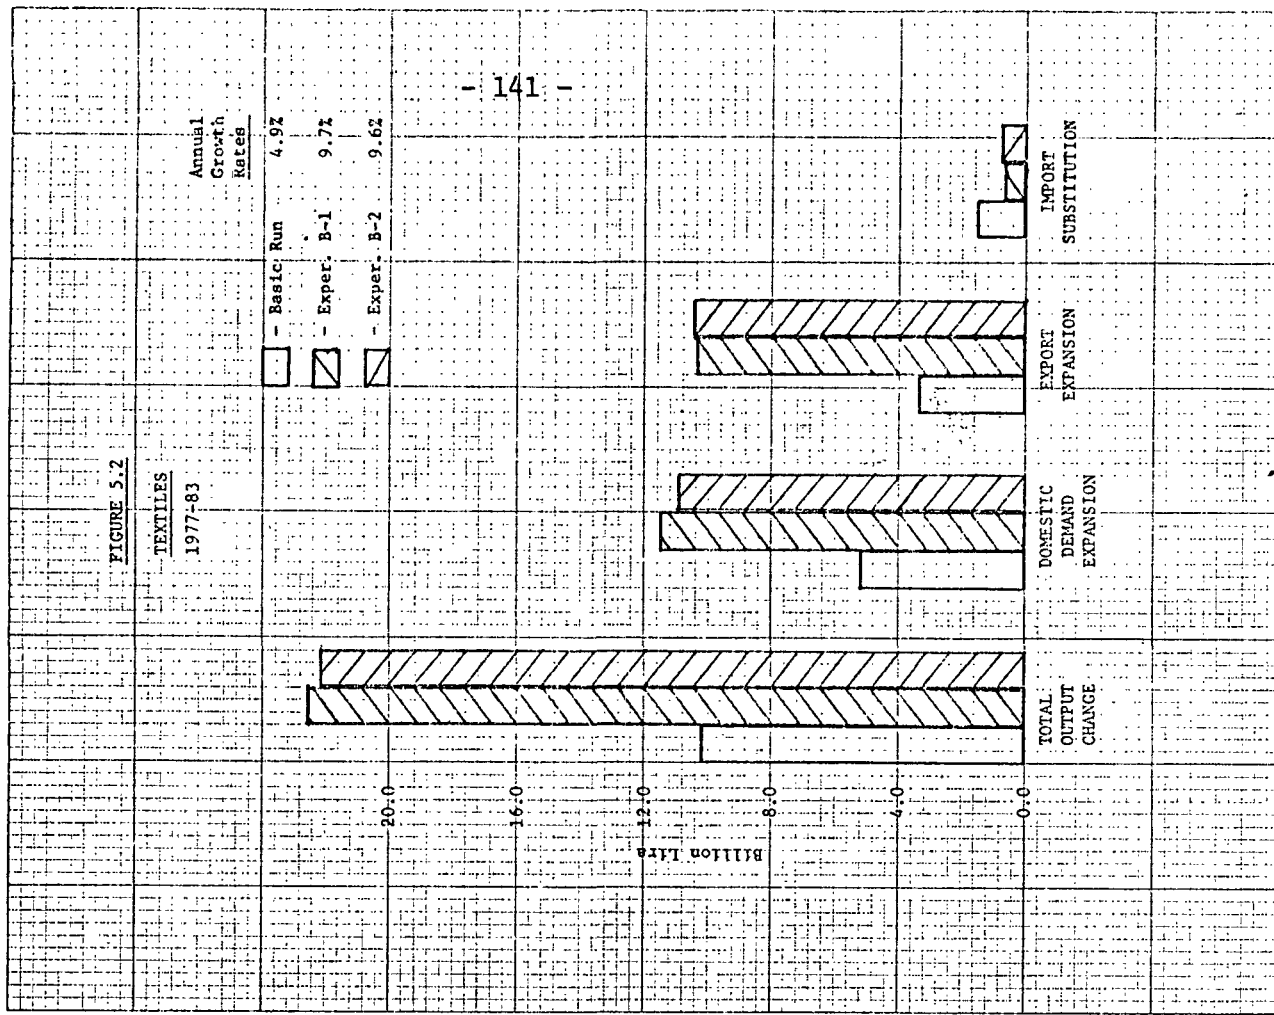 - 141 -
FIGURE 5.2
TEXTILES
1977-83
Annual
Growth
Rates
- Basic Run 4.9%
- Exper. B-1 9.7%
- Exper. B-2 9.6%
Billion Lira
20.0
16.0
12.0
8.0
4.0
0.0
TOTAL
OUTPUT
CHANGE
DOMESTIC
DEMAND
EXPANSION
EXPORT
EXPANSION
IMPORT
SUBSTITUTION